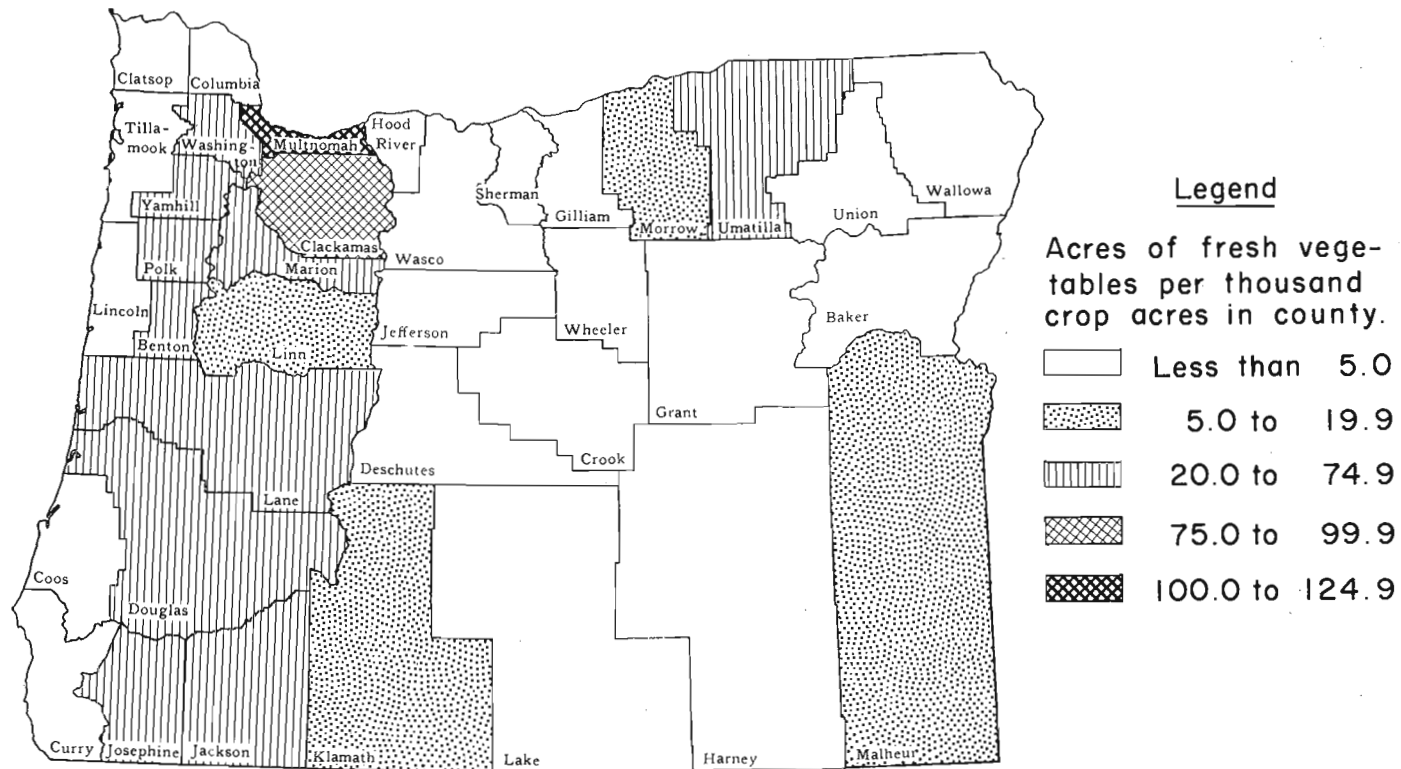 Clatsop
Columbia
Tilla-
mook
Washing-
ton
Multnomah
Hood
River
Sherman
Gilliam
Morrow
Umatilla
Union
Wallowa
Yamhill
Clackamas
Polk
Marion
Wasco
Lincoln
Benton
Linn
Jefferson
Wheeler
Baker
Grant
Crook
Deschutes
Lane
Coos
Douglas
Curry
Josephine
Jackson
Klamath
Lake
Harney
Malheur
Legend
Acres of fresh vege-
tables per thousand
crop acres in county.
Less than 5.0
5.0 to 19.9
20.0 to 74.9
75.0 to 99.9
100.0 to 124.9